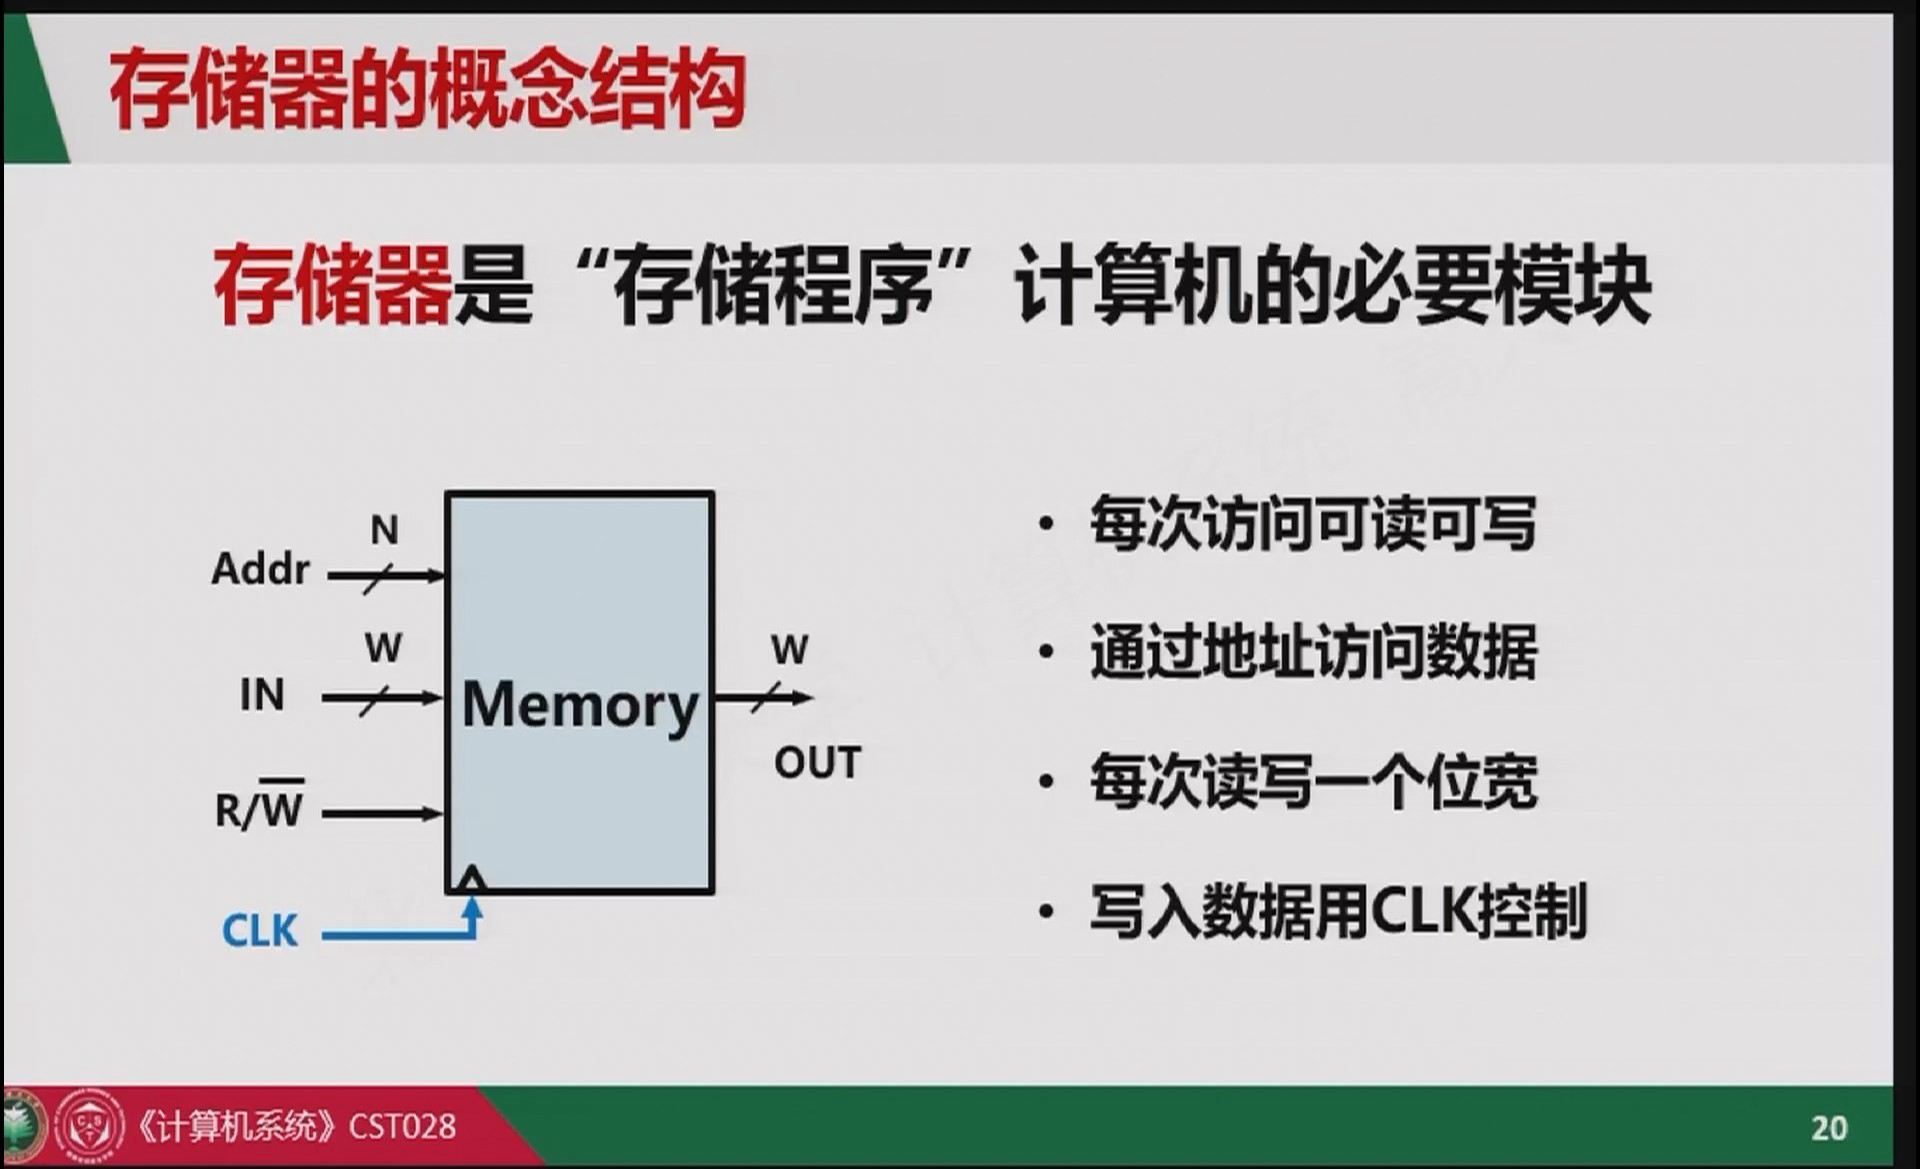 存储器的概念结构
存储器是“存储程序”计算机的必要模块
N
Addr
W
IN
R/W̅
CLK
Memory
W
OUT
• 每次访问可读可写
• 通过地址访问数据
• 每次读写一个位宽
• 写入数据用CLK控制
《计算机系统》CST028
20